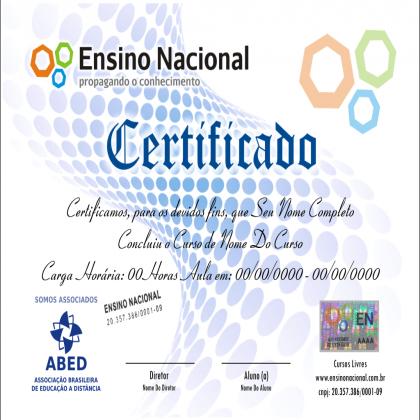 Ensino Nacional
propagando o conhecimento
Certificado
Certificamos, para os devidos fins, que Seu Nome Completo
Concluiu o Curso de Nome Do Curso
Carga Horária: 00 Horas Aula em: 00/00/0000 - 00/00/0000
SOMOS ASSOCIADOS
ABED
ASSOCIAÇÃO BRASILEIRA
DE EDUCAÇÃO A DISTÂNCIA
ENSINO NACIONAL
20.357.386/0001-09
Diretor
Nome Do Diretor
Aluno (a)
Nome Do Aluno
EN
AAAA
Cursos Livres
www.ensinonacional.com.br
cnpj: 20.357.386/0001-09